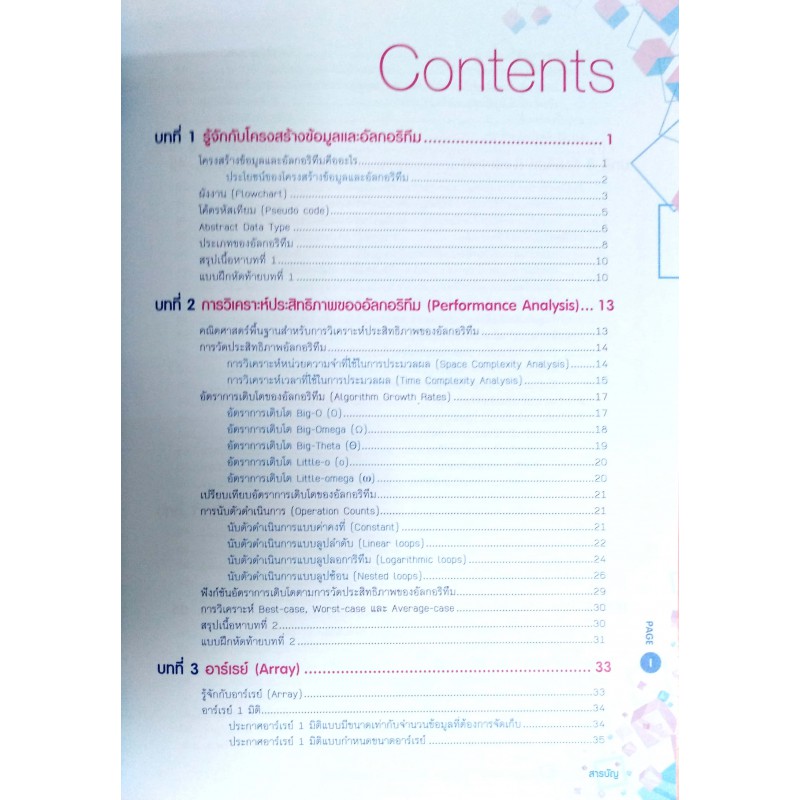 Contents
บทที่ 1 รู้จักกับโครงสร้างข้อมูลและอัลกอริทึม ........ 1
โครงสร้างข้อมูลและอัลกอริทึมคืออะไร ........ 1
ประโยชน์ของโครงสร้างข้อมูลและอัลกอริทึม ........ 2
ผังงาน (Flowchart) ........ 3
โค้ดรหัสเทียม (Pseudo code) ........ 5
Abstract Data Type ........ 6
ประเภทของอัลกอริทึม ........ 8
สรุปเนื้อหาบทที่ 1 ........ 10
แบบฝึกหัดท้ายบทที่ 1 ........ 10
บทที่ 2 การวิเคราะห์ประสิทธิภาพของอัลกอริทึม (Performance Analysis)... 13
คณิตศาสตร์พื้นฐานสำหรับการวิเคราะห์ประสิทธิภาพของอัลกอริทึม ........ 13
การวัดประสิทธิภาพอัลกอริทึม ........ 14
การวิเคราะห์หน่วยความจำที่ใช้ในการประมวลผล (Space Complexity Analysis) ........ 14
การวิเคราะห์เวลาที่ใช้ในการประมวลผล (Time Complexity Analysis) ........ 15
อัตราการเติบโตของอัลกอริทึม (Algorithm Growth Rates) ........ 17
อัตราการเติบโต Big-O (O) ........ 17
อัตราการเติบโต Big-Omega (Ω) ........ 18
อัตราการเติบโต Big-Theta (Θ) ........ 19
อัตราการเติบโต Little-o (o) ........ 20
อัตราการเติบโต Little-omega (ω) ........ 20
เปรียบเทียบอัตราการเติบโตของอัลกอริทึม ........ 21
การนับตัวดำเนินการ (Operation Counts) ........ 21
นับตัวดำเนินการแบบค่าคงที่ (Constant) ........ 21
นับตัวดำเนินการแบบลูปลำดับ (Linear loops) ........ 22
นับตัวดำเนินการแบบลูปลอการิทึม (Logarithmic loops) ........ 24
นับตัวดำเนินการแบบลูปซ้อน (Nested loops) ........ 26
ฟังก์ชันอัตราการเติบโตตามการวัดประสิทธิภาพของอัลกอริทึม ........ 29
การวิเคราะห์ Best-case, Worst-case และ Average-case ........ 30
สรุปเนื้อหาบทที่ 2 ........ 30
แบบฝึกหัดท้ายบทที่ 2 ........ 31
บทที่ 3 อาร์เรย์ (Array) ........ 33
รู้จักกับอาร์เรย์ (Array) ........ 33
อาร์เรย์ 1 มิติ ........ 34
ประกาศอาร์เรย์ 1 มิติแบบมีขนาดเท่ากับจำนวนข้อมูลที่ต้องการจัดเก็บ ........ 34
ประกาศอาร์เรย์ 1 มิติแบบกำหนดขนาดอาร์เรย์ ........ 35
PAGE
I
สารบัญ